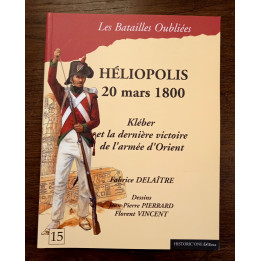 Les Batailles Oubliées
HÉLIOPOLIS
20 mars 1800
Kléber
et la dernière victoire
de l'armée d'Orient
Fabrice DELAÎTRE
Dessins
Jean-Pierre PIERRARD
Florent VINCENT
15
HISTORIC'ONE Éditions